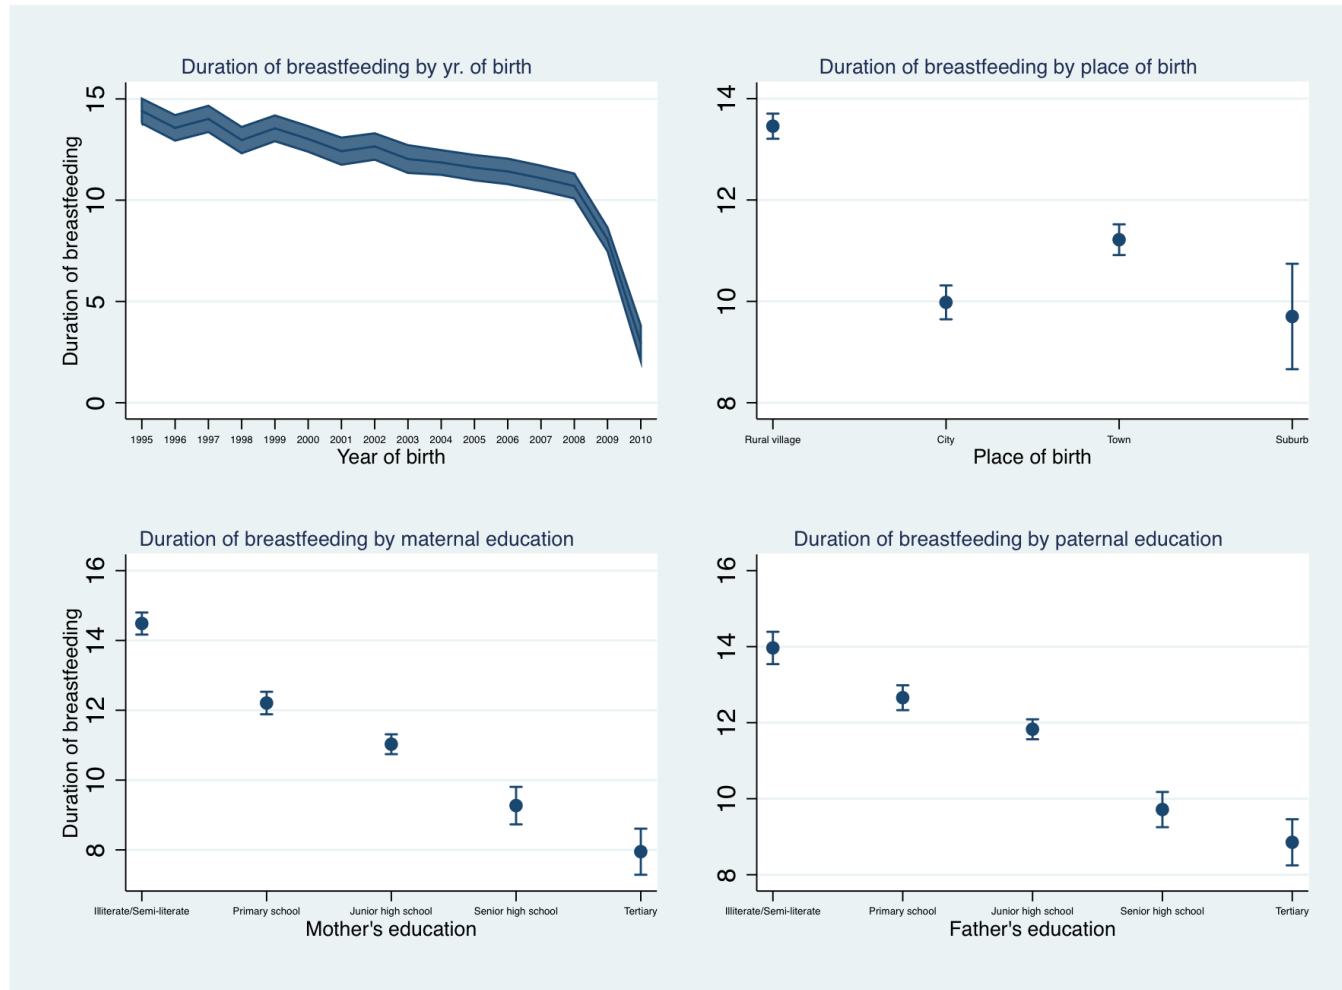 Duration of breastfeeding by yr. of birth
Duration of breastfeeding
15
10
5
0
1995 1996 1997 1998 1999 2000 2001 2002 2003 2004 2005 2006 2007 2008 2009 2010
Year of birth
Duration of breastfeeding by place of birth
14
12
10
8
Rural village City Town Suburb
Place of birth
Duration of breastfeeding by maternal education
Duration of breastfeeding
16
14
12
10
8
Illiterate/Semi-literate Primary school Junior high school Senior high school Tertiary
Mother's education
Duration of breastfeeding by paternal education
16
14
12
10
8
Illiterate/Semi-literate Primary school Junior high school Senior high school Tertiary
Father's education